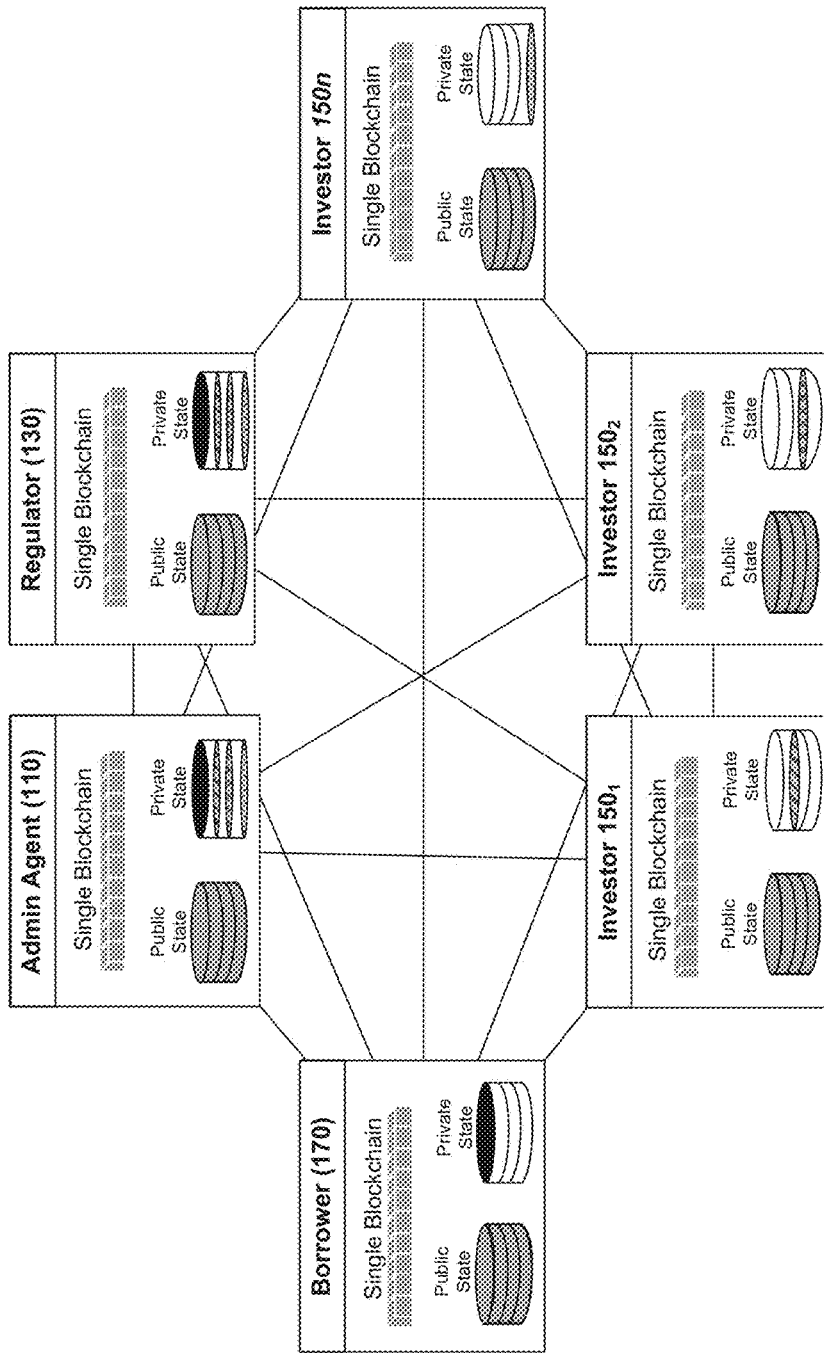 Admin Agent (110)
Single Blockchain
Public
State
Private
State
Regulator (130)
Single Blockchain
Public
State
Private
State
Borrower (170)
Single Blockchain
Public
State
Private
State
Investor 150n
Single Blockchain
Public
State
Private
State
Investor 150₁
Single Blockchain
Public
State
Private
State
Investor 150₂
Single Blockchain
Public
State
Private
State